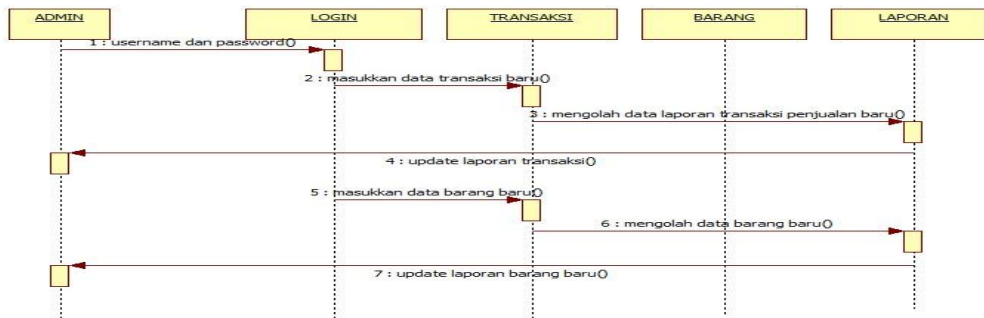 ADMIN
LOGIN
TRANSAKSI
BARANG
LAPORAN
1 : username dan password()
2 : masukkan data transaksi baru()
3 : mengolah data laporan transaksi penjualan baru()
4 : update laporan transaksi()
5 : masukkan data barang baru()
6 : mengolah data barang baru()
7 : update laporan barang baru()